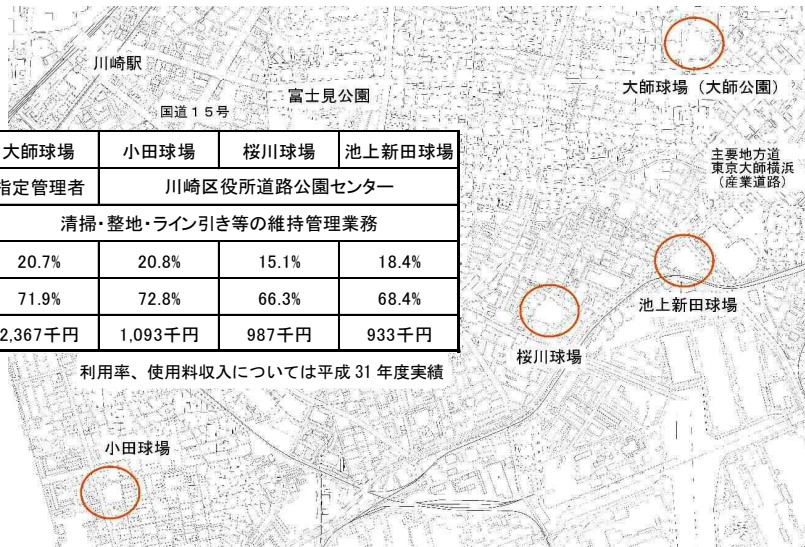 川崎駅
国道15号
富士見公園
大師球場（大師公園）
大師球場 小田球場 桜川球場 池上新田球場
指定管理者 川崎区役所道路公園センター
清掃・整地・ライン引き等の維持管理業務
20.7% 20.8% 15.1% 18.4%
71.9% 72.8% 66.3% 68.4%
2,367千円 1,093千円 987千円 933千円
利用率、使用料収入については平成 31 年度実績
主要地方道
東京大師横浜
（産業道路）
池上新田球場
桜川球場
小田球場